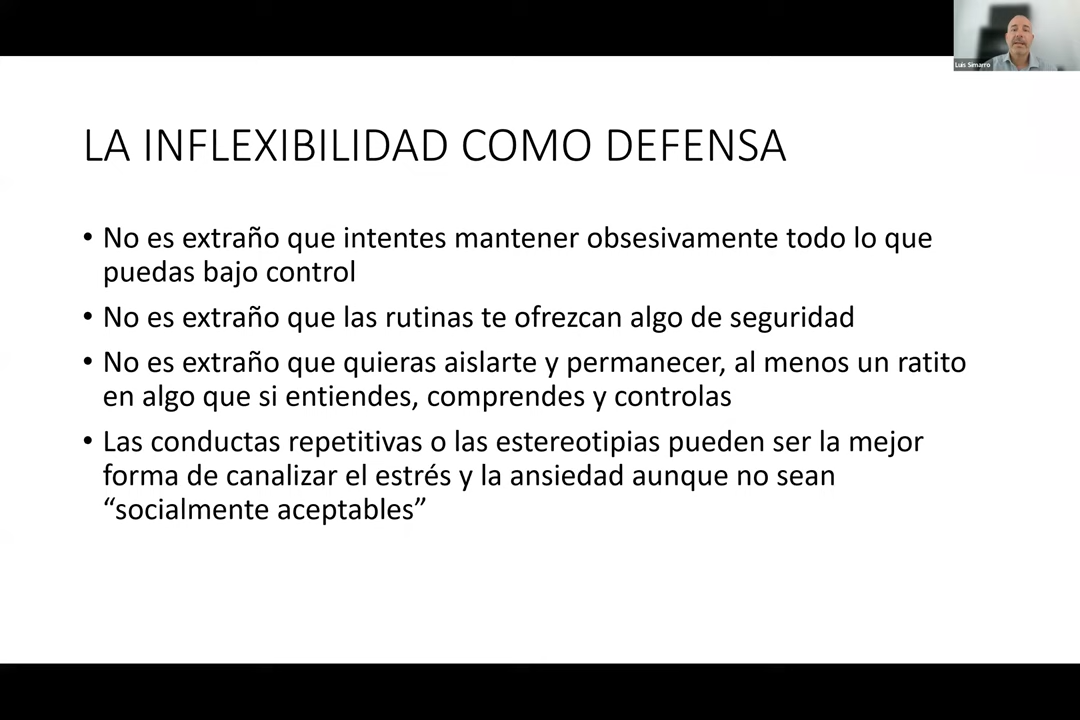 Luis Simarro
LA INFLEXIBILIDAD COMO DEFENSA
• No es extraño que intentes mantener obsesivamente todo lo que
puedas bajo control
• No es extraño que las rutinas te ofrezcan algo de seguridad
• No es extraño que quieras aislarte y permanecer, al menos un ratito
en algo que si entiendes, comprendes y controlas
• Las conductas repetitivas o las estereotipias pueden ser la mejor
forma de canalizar el estrés y la ansiedad aunque no sean
“socialmente aceptables”